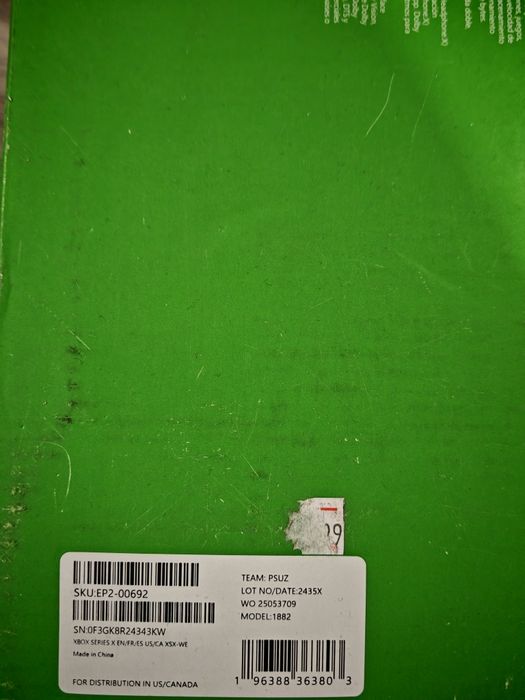 99
SKU:EP2-00692
SN:0F3GK8R24343KW
XBOX SERIES X EN/FR/ES US/CA XSX-WE
Made in China
FOR DISTRIBUTION IN US/CANADA
TEAM: PSUZ
LOT NO/DATE:2435X
WO 25053709
MODEL:1882
1 96388 36380 3